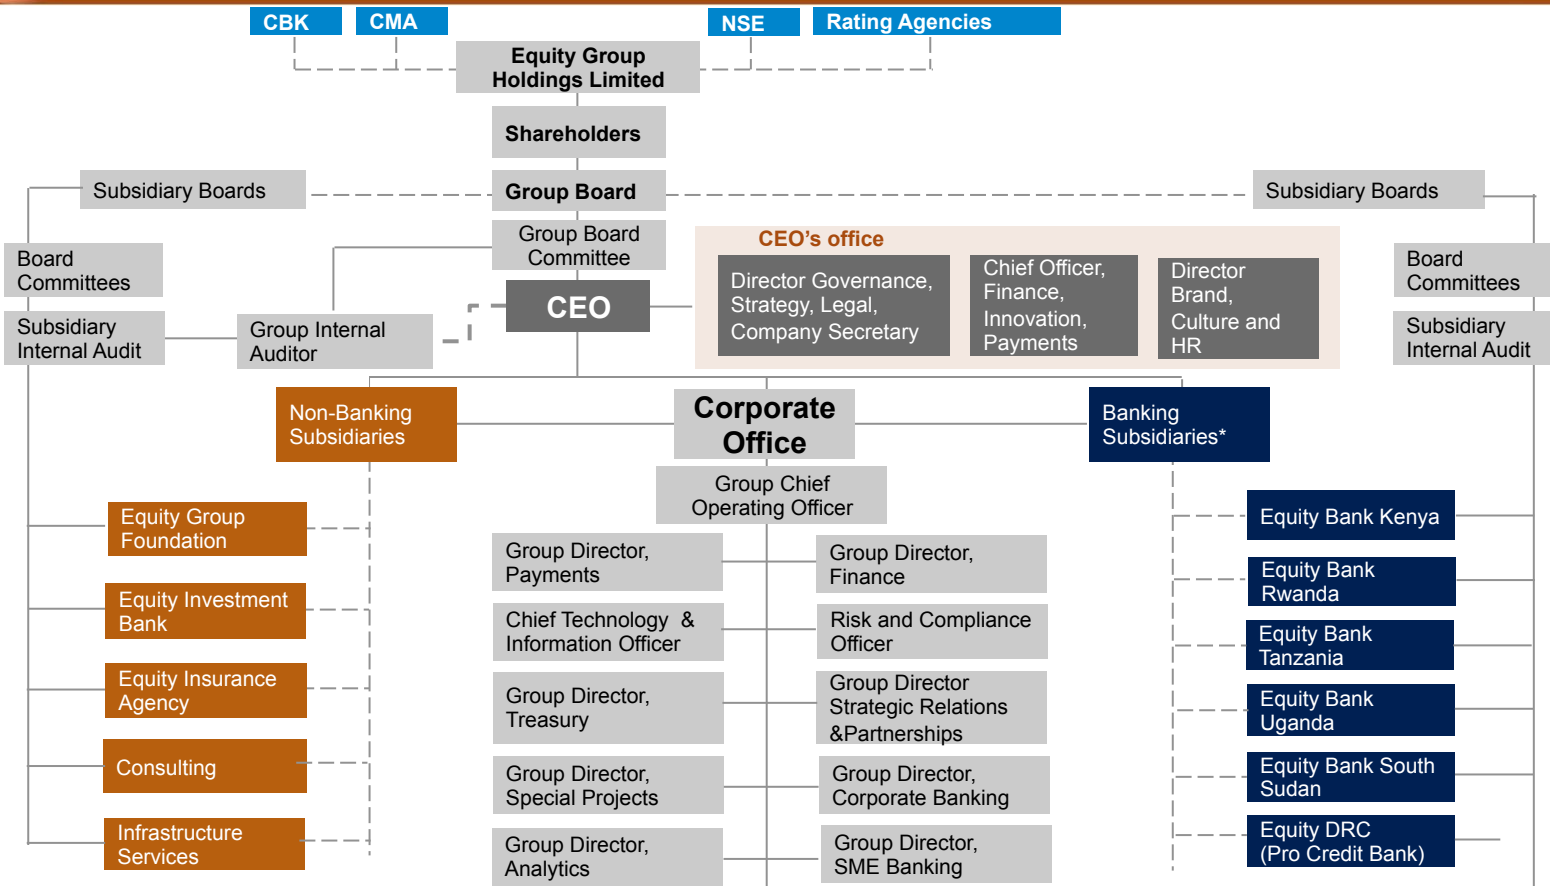 CBK
CMA
NSE
Rating Agencies
Equity Group
Holdings Limited
Shareholders
Subsidiary Boards
Group Board
Subsidiary Boards
Group Board
Committee
CEO's office
Board
Committees
Director Governance,
Strategy, Legal,
Company Secretary
Chief Officer,
Finance,
Innovation,
Payments
Director
Brand,
Culture and
HR
Board
Committees
CEO
Subsidiary
Internal Audit
Group Internal
Auditor
Subsidiary
Internal Audit
Non-Banking
Subsidiaries
Corporate
Office
Banking
Subsidiaries*
Group Chief
Operating Officer
Equity Group
Foundation
Equity Investment
Bank
Equity Insurance
Agency
Consulting
Infrastructure
Services
Group Director,
Payments
Group Director,
Finance
Chief Technology &
Information Officer
Risk and Compliance
Officer
Group Director,
Treasury
Group Director
Strategic Relations
&Partnerships
Group Director,
Special Projects
Group Director,
Corporate Banking
Group Director,
Analytics
Group Director,
SME Banking
Equity Bank Kenya
Equity Bank
Rwanda
Equity Bank
Tanzania
Equity Bank
Uganda
Equity Bank South
Sudan
Equity DRC
(Pro Credit Bank)